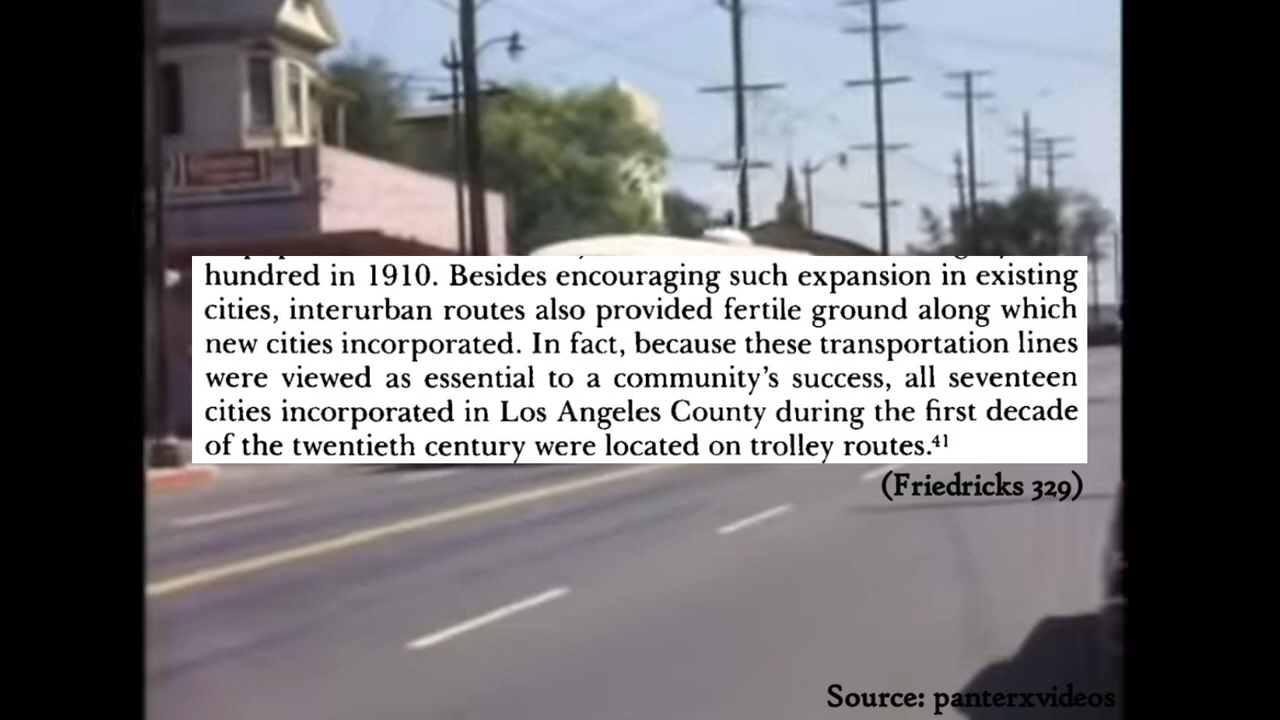 hundred in 1910. Besides encouraging such expansion in existing
cities, interurban routes also provided fertile ground along which
new cities incorporated. In fact, because these transportation lines
were viewed as essential to a community’s success, all seventeen
cities incorporated in Los Angeles County during the first decade
of the twentieth century were located on trolley routes.⁴¹
(Friedricks 329)
Source: panterxvideos